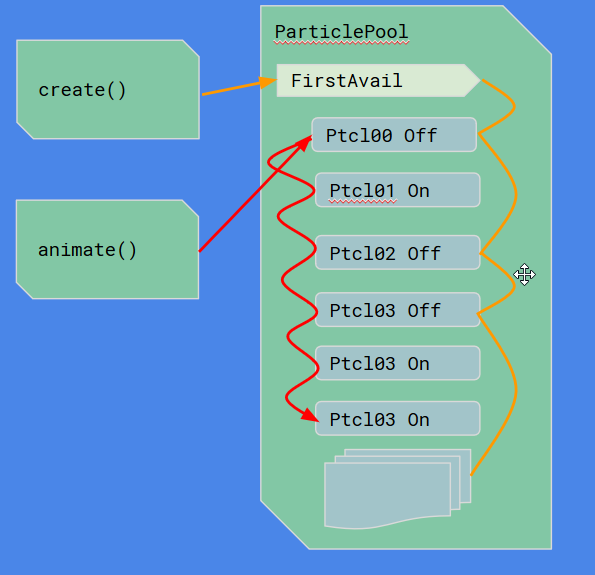 ParticlePool
create()
FirstAvail
Ptcl00 Off
Ptcl01 On
animate()
Ptcl02 Off
Ptcl03 Off
Ptcl03 On
Ptcl03 On